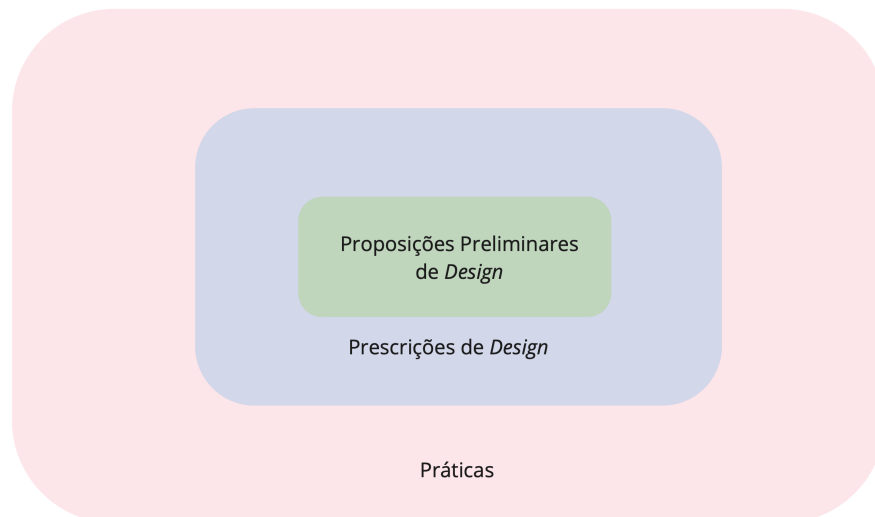 Proposições Preliminares
de Design
Prescrições de Design
Práticas